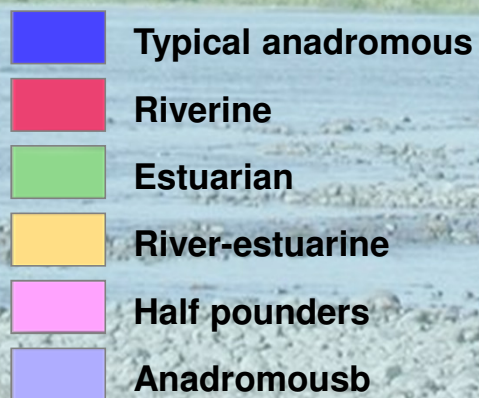 Typical anadromous
Riverine
Estuarian
River-estuarine
Half pounders
Anadromousb